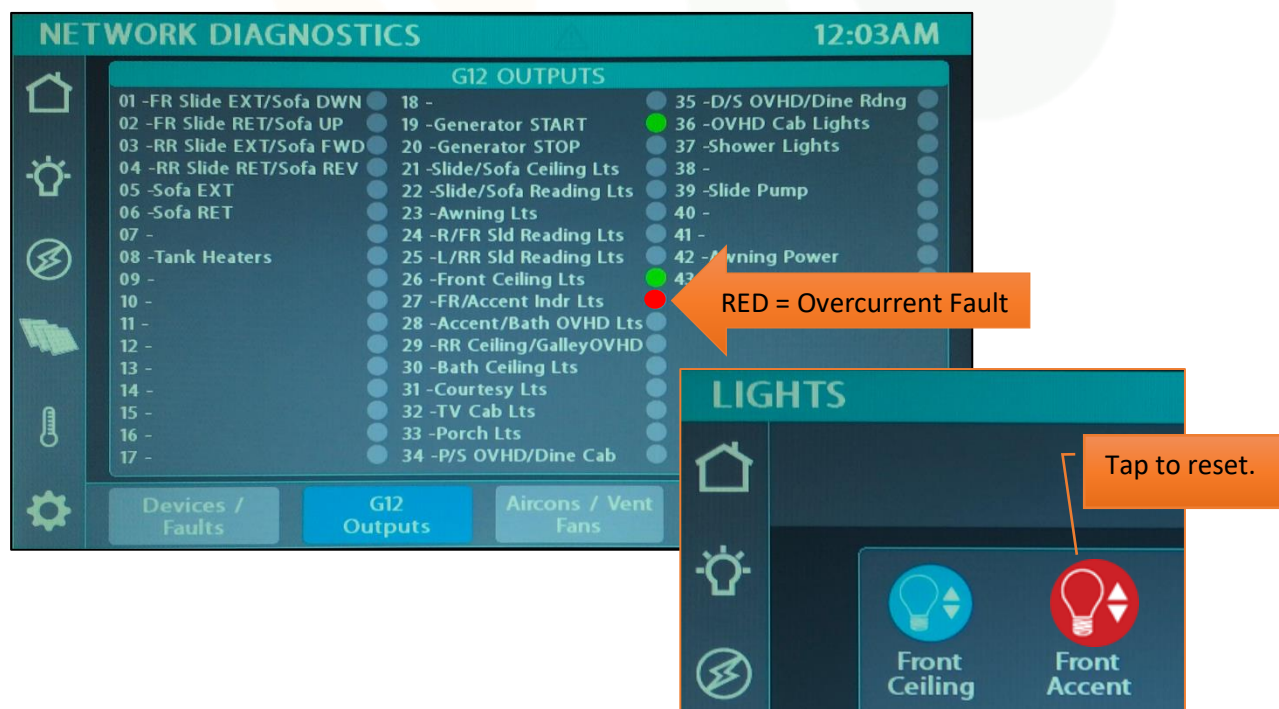 NETWORK DIAGNOSTICS 12:03AM
G12 OUTPUTS
01 -FR Slide EXT/Sofa DWN
02 -FR Slide RET/Sofa UP
03 -RR Slide EXT/Sofa FWD
04 -RR Slide RET/Sofa REV
05 -Sofa EXT
06 -Sofa RET
07 -
08 -Tank Heaters
09 -
10 -
11 -
12 -
13 -
14 -
15 -
16 -
17 -
18 -
19 -Generator START
20 -Generator STOP
21 -Slide/Sofa Ceiling Lts
22 -Slide/Sofa Reading Lts
23 -Awning Lts
24 -R/FR Sld Reading Lts
25 -L/RR Sld Reading Lts
26 -Front Ceiling Lts
27 -FR/Accent Indr Lts
28 -Accent/Bath OVHD Lts
29 -RR Ceiling/GalleyOVHD
30 -Bath Ceiling Lts
31 -Courtesy Lts
32 -TV Cab Lts
33 -Porch Lts
34 -P/S OVHD/Dine Cab
35 -D/S OVHD/Dine Rdng
36 -OVHD Cab Lights
37 -Shower Lights
38 -
39 -Slide Pump
40 -
41 -
42 -Awning Power
43
RED = Overcurrent Fault
Devices /
Faults
G12
Outputs
Aircons / Vent
Fans
LIGHTS
Tap to reset.
Front
Ceiling
Front
Accent